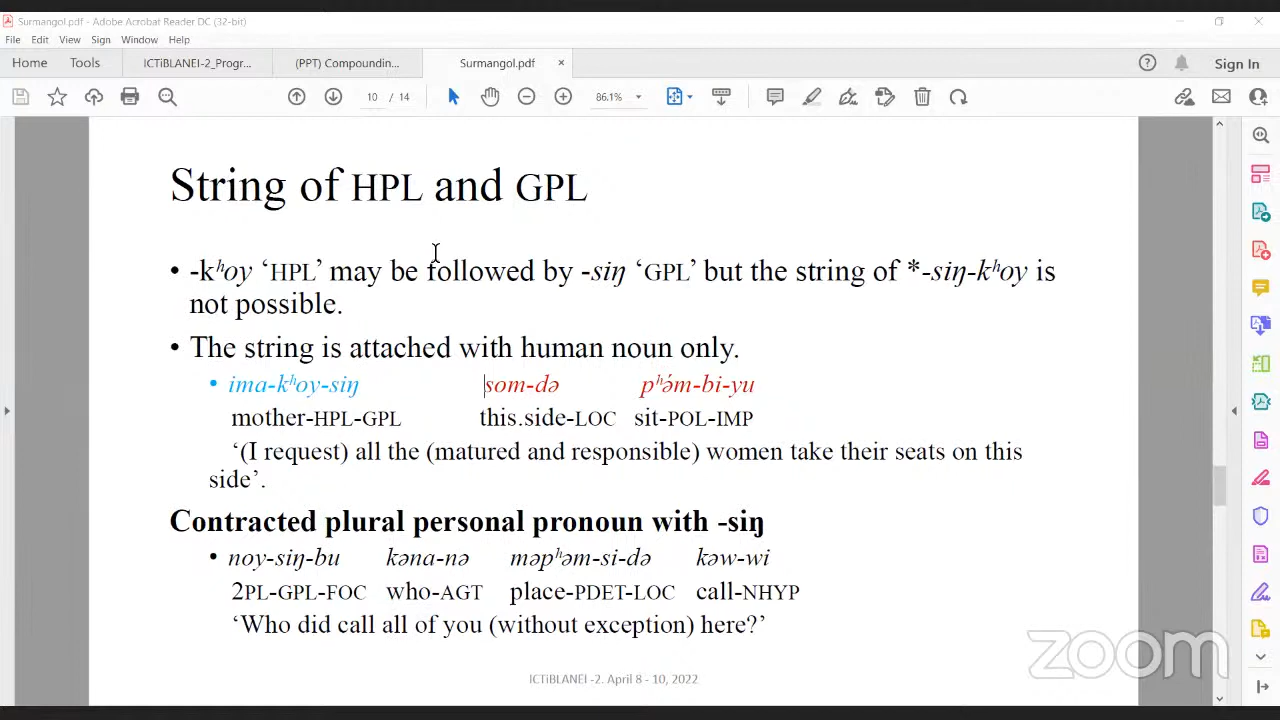 Surmangol.pdf - Adobe Acrobat Reader DC (32-bit)
File Edit View Sign Window Help
Home Tools ICTiBLANEI-2_Progr... (PPT) Compoundin... Surmangol.pdf × Sign In
10 / 14 86.1%
String of HPL and GPL
• -kʰoy ‘HPL’ may be followed by -siŋ ‘GPL’ but the string of *-siŋ-kʰoy is
not possible.
• The string is attached with human noun only.
• ima-kʰoy-siŋ som-də pʰə́m-bi-yu
mother-HPL-GPL this.side-LOC sit-POL-IMP
‘(I request) all the (matured and responsible) women take their seats on this
side’.
Contracted plural personal pronoun with -siŋ
• noy-siŋ-bu kəna-nə məpʰəm-si-də kəw-wi
2PL-GPL-FOC who-AGT place-PDET-LOC call-NHYP
‘Who did call all of you (without exception) here?’
ICTiBLANEI -2. April 8 - 10, 2022
zoom